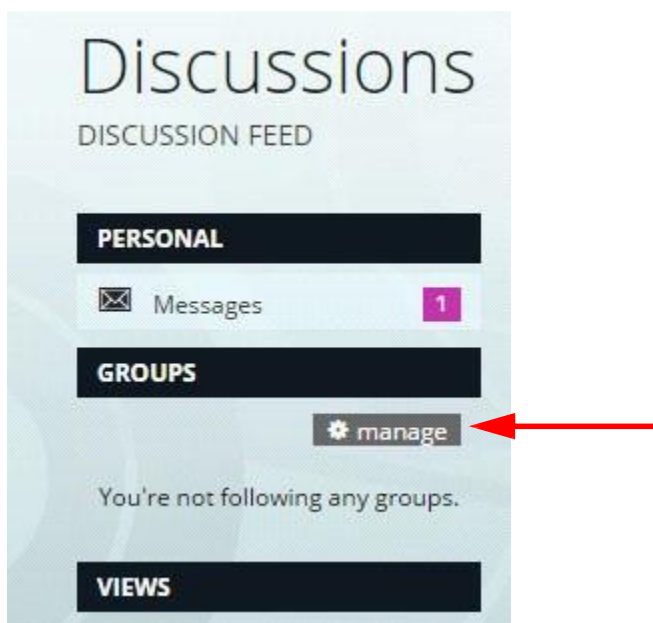 Discussions
DISCUSSION FEED
PERSONAL
Messages 1
GROUPS
manage
You're not following any groups.
VIEWS